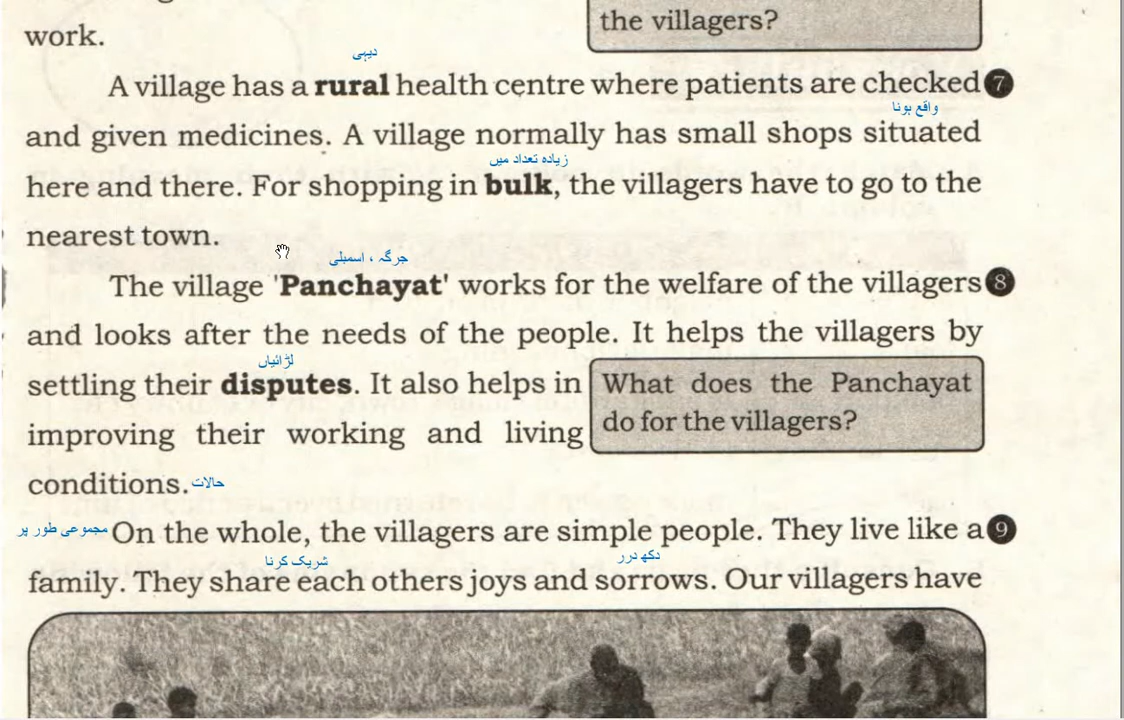 the villagers?
work.
دیہی
A village has a rural health centre where patients are checked 7
واقع ہونا
and given medicines. A village normally has small shops situated
زیادہ تعداد میں
here and there. For shopping in bulk, the villagers have to go to the
nearest town.
جرگہ ، اسمبلی
The village 'Panchayat' works for the welfare of the villagers 8
and looks after the needs of the people. It helps the villagers by
لڑائیاں
settling their disputes. It also helps in
improving their working and living
conditions. حالات
What does the Panchayat
do for the villagers?
مجموعی طور پر On the whole, the villagers are simple people. They live like a 9
شریک کرنا دکھ درر
family. They share each others joys and sorrows. Our villagers have